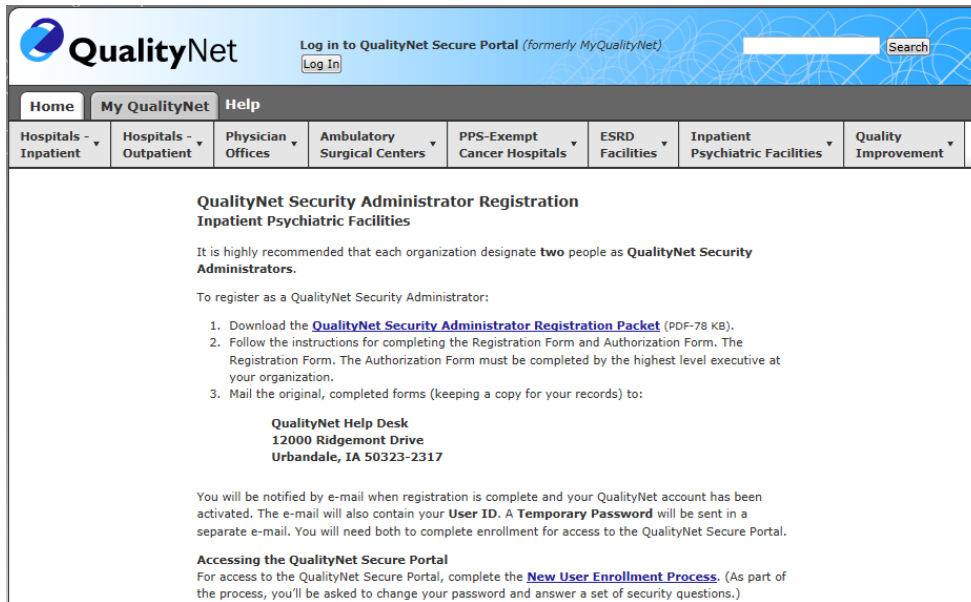 QualityNet
Log in to QualityNet Secure Portal (formerly MyQualityNet)
Log In
Search
Home
My QualityNet
Help
Hospitals -
Inpatient
Hospitals -
Outpatient
Physician
Offices
Ambulatory
Surgical Centers
PPS-Exempt
Cancer Hospitals
ESRD
Facilities
Inpatient
Psychiatric Facilities
Quality
Improvement
QualityNet Security Administrator Registration
Inpatient Psychiatric Facilities
It is highly recommended that each organization designate two people as QualityNet Security
Administrators.
To register as a QualityNet Security Administrator:
1. Download the QualityNet Security Administrator Registration Packet (PDF-78 KB).
2. Follow the instructions for completing the Registration Form and Authorization Form. The
Registration Form. The Authorization Form must be completed by the highest level executive at
your organization.
3. Mail the original, completed forms (keeping a copy for your records) to:
QualityNet Help Desk
12000 Ridgemont Drive
Urbandale, IA 50323-2317
You will be notified by e-mail when registration is complete and your QualityNet account has been
activated. The e-mail will also contain your User ID. A Temporary Password will be sent in a
separate e-mail. You will need both to complete enrollment for access to the QualityNet Secure Portal.
Accessing the QualityNet Secure Portal
For access to the QualityNet Secure Portal, complete the New User Enrollment Process. (As part of
the process, you'll be asked to change your password and answer a set of security questions.)